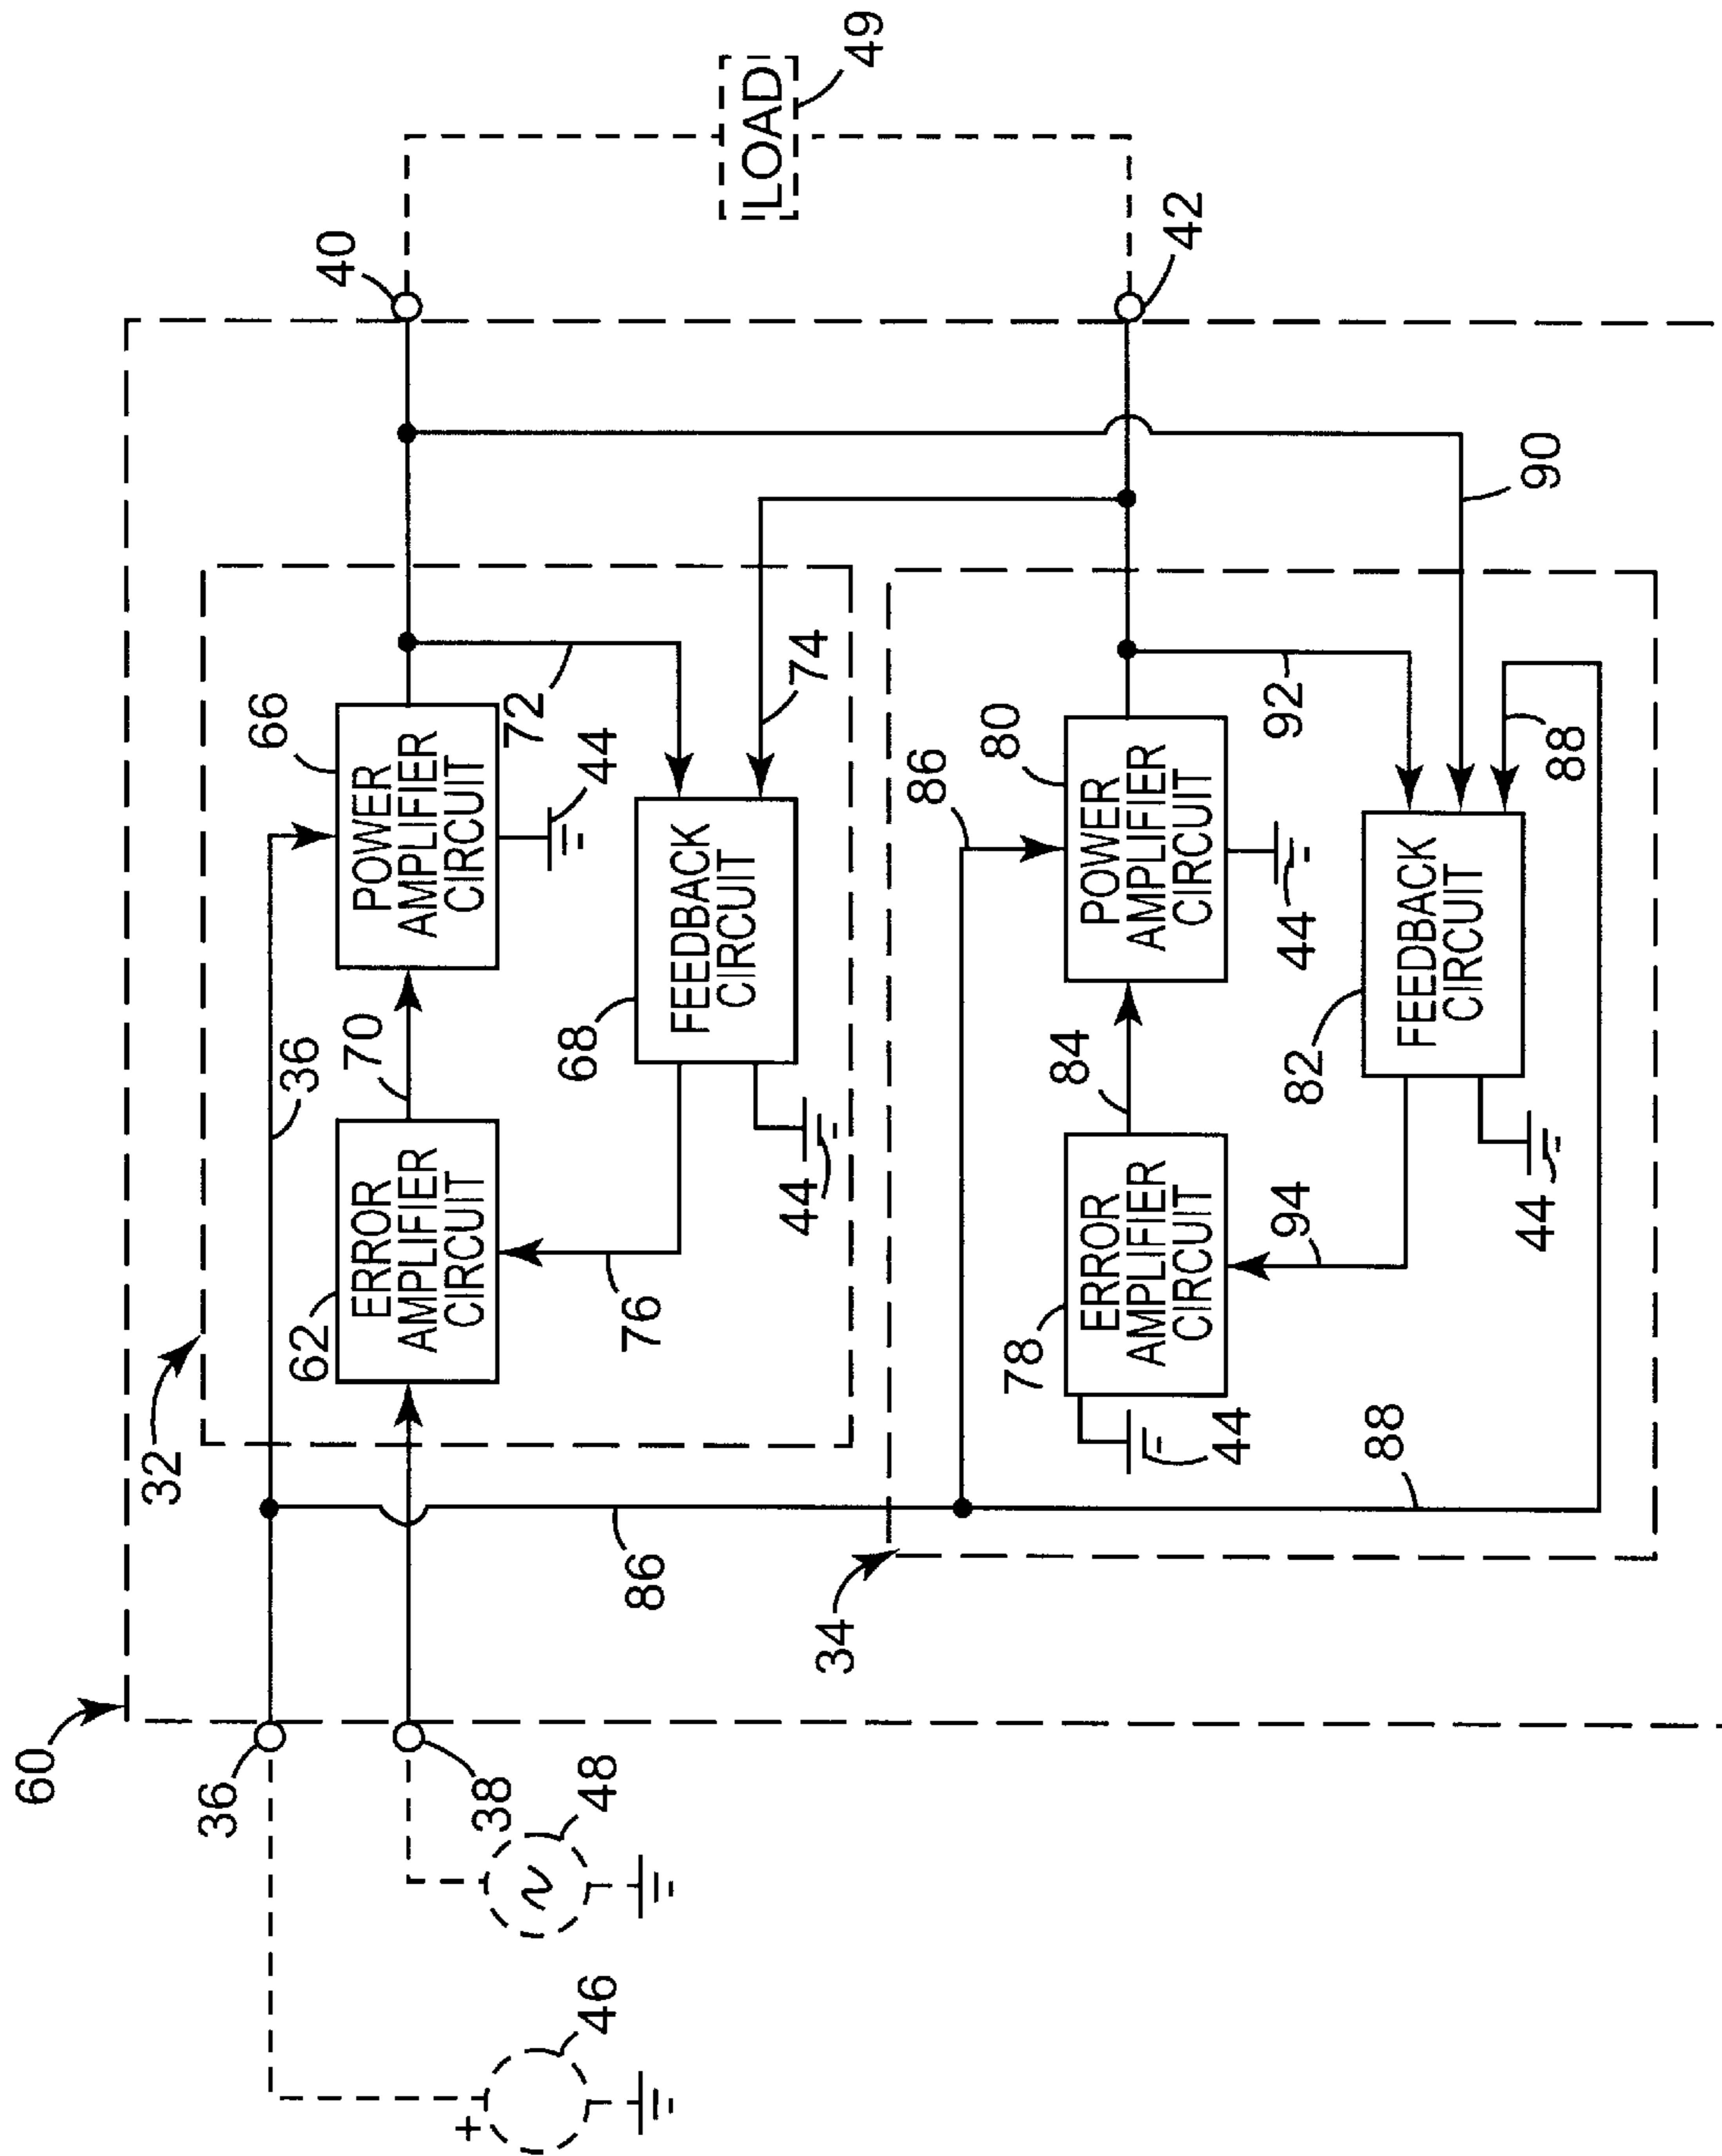 60
32
36
66
40
36
70
62
POWER
AMPLIFIER
CIRCUIT
ERROR
AMPLIFIER
CIRCUIT
72
44
38
48
46
+
68
FEEDBACK
CIRCUIT
76
44
74
LOAD
49
86
34
86
80
42
84
78
POWER
AMPLIFIER
CIRCUIT
ERROR
AMPLIFIER
CIRCUIT
44
92
44
94
82
FEEDBACK
CIRCUIT
88
44
88
90